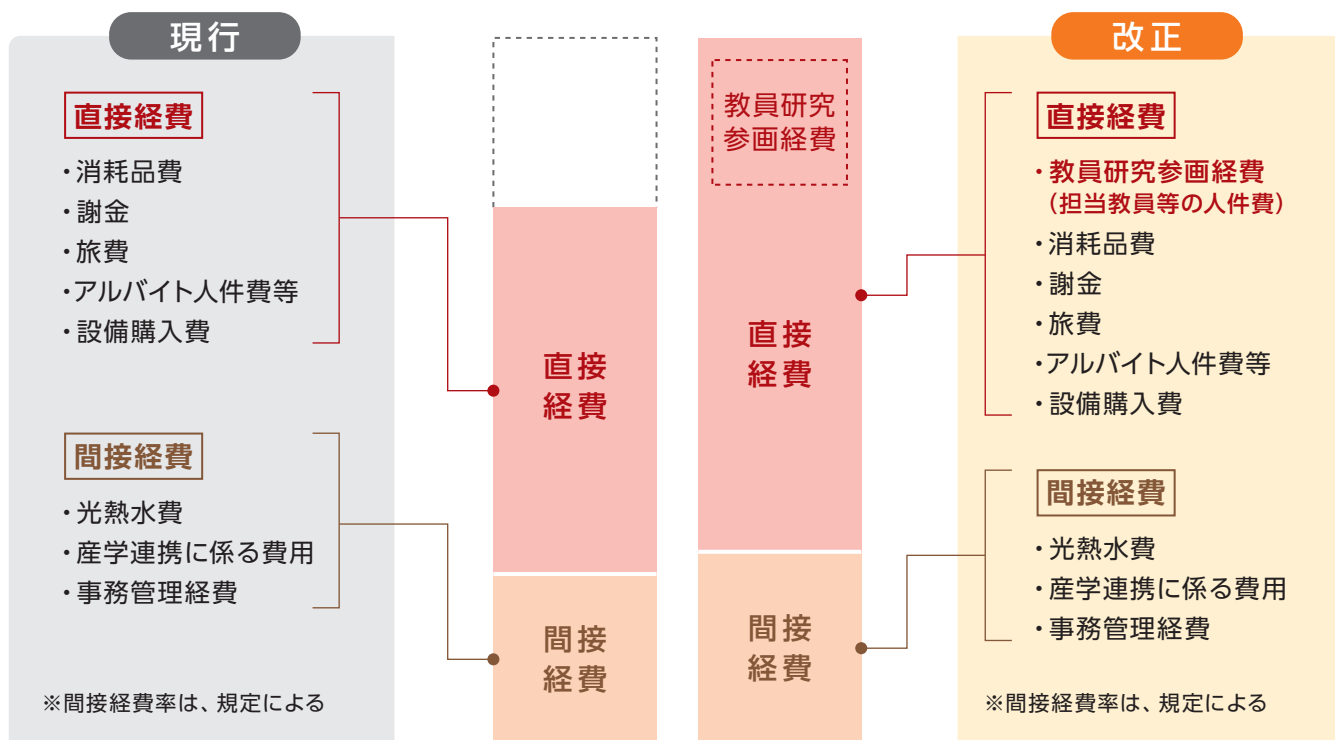 現行
直接経費
・消耗品費
・謝金
・旅費
・アルバイト人件費等
・設備購入費
間接経費
・光熱水費
・産学連携に係る費用
・事務管理経費
※間接経費率は、規定による
直接
経費
間接
経費
教員研究
参画経費
直接
経費
間接
経費
改正
直接経費
・教員研究参画経費
(担当教員等の人件費)
・消耗品費
・謝金
・旅費
・アルバイト人件費等
・設備購入費
間接経費
・光熱水費
・産学連携に係る費用
・事務管理経費
※間接経費率は、規定による